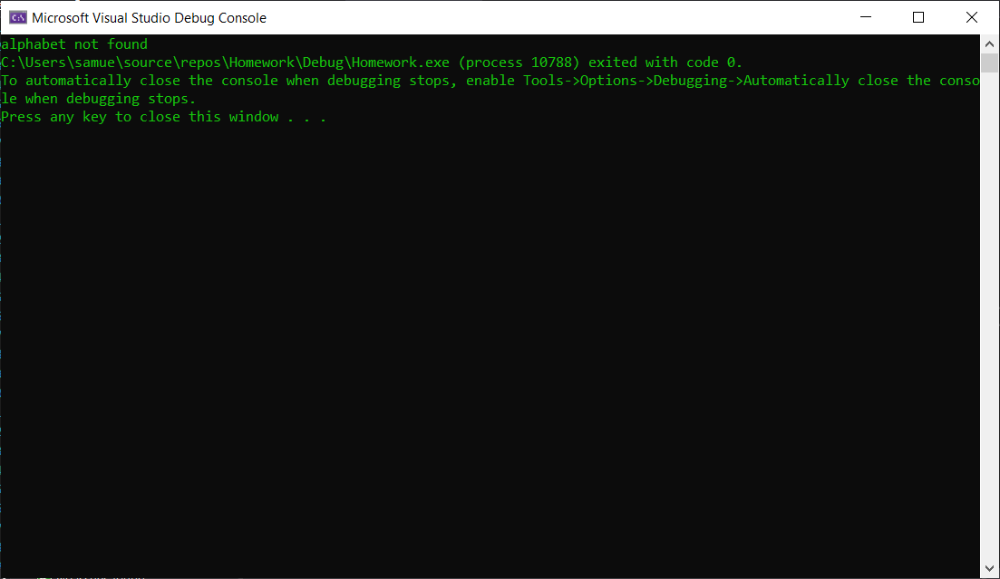 Microsoft Visual Studio Debug Console
alphabet not found
C:\Users\samue\source\repos\Homework\Debug\Homework.exe (process 10788) exited with code 0.
To automatically close the console when debugging stops, enable Tools->Options->Debugging->Automatically close the conso
le when debugging stops.
Press any key to close this window . . .